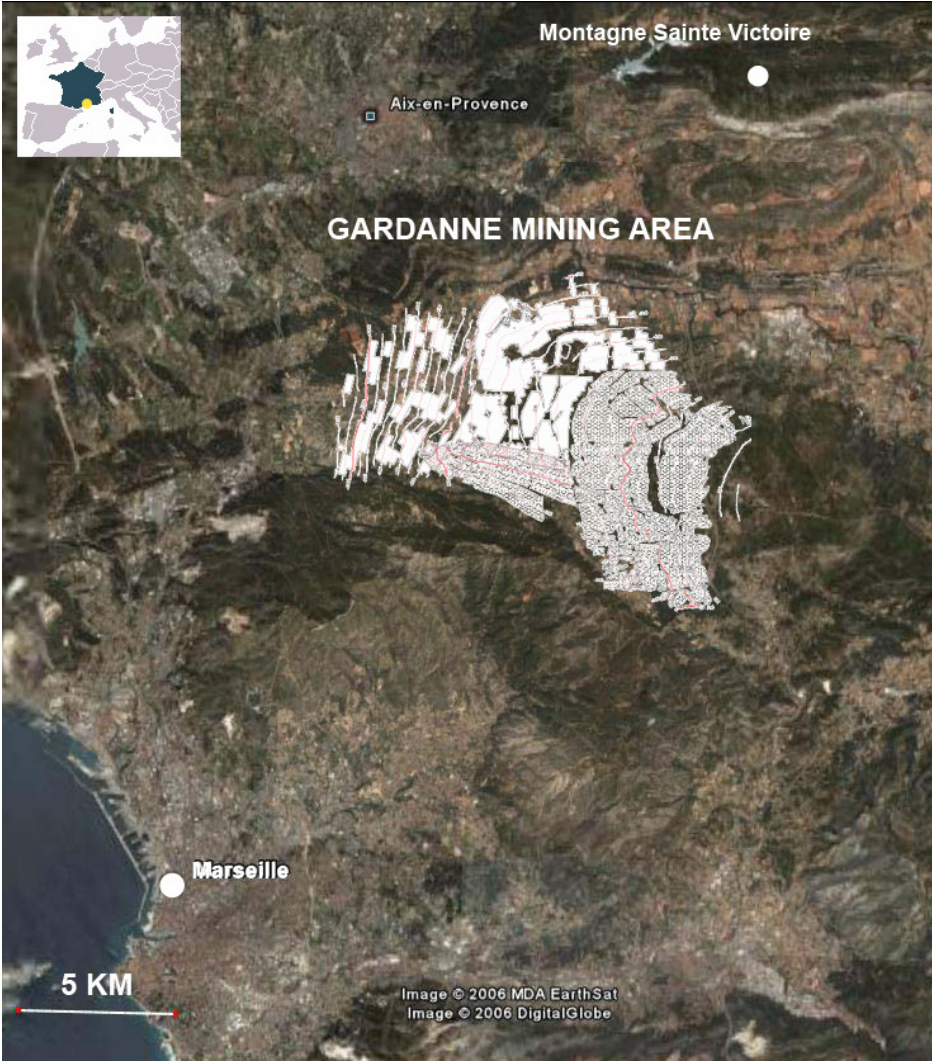 Montagne Sainte Victoire
Aix-en-Provence
GARDANNE MINING AREA
Marseille
5 KM
Image © 2006 MDA EarthSat
Image © 2006 DigitalGlobe